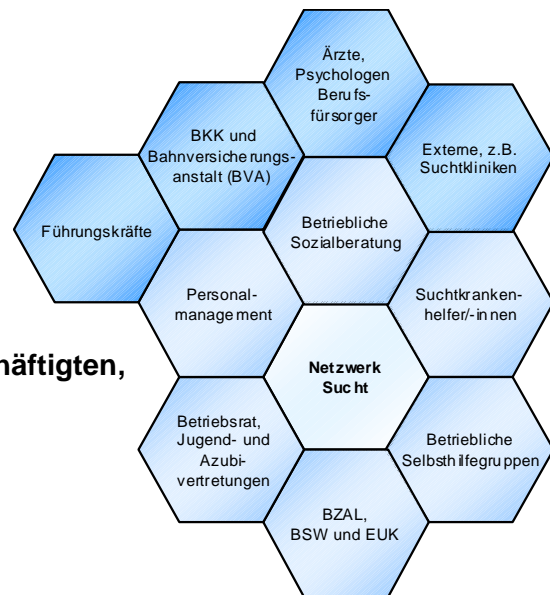 Ärzte,
Psychologen
Berufs-
fürsorger
BKK und
Bahnversicherungs-
anstalt (BVA)
Externe, z.B.
Suchtkliniken
Führungskräfte
Betriebliche
Sozialberatung
Personal-
management
Suchtkranken-
helfer/-innen
häftigten,
Netzwerk
Sucht
Betriebsrat,
Jugend- und
Azubi-
vertretungen
Betriebliche
Selbsthilfegruppen
BZAL,
BSW und EUK